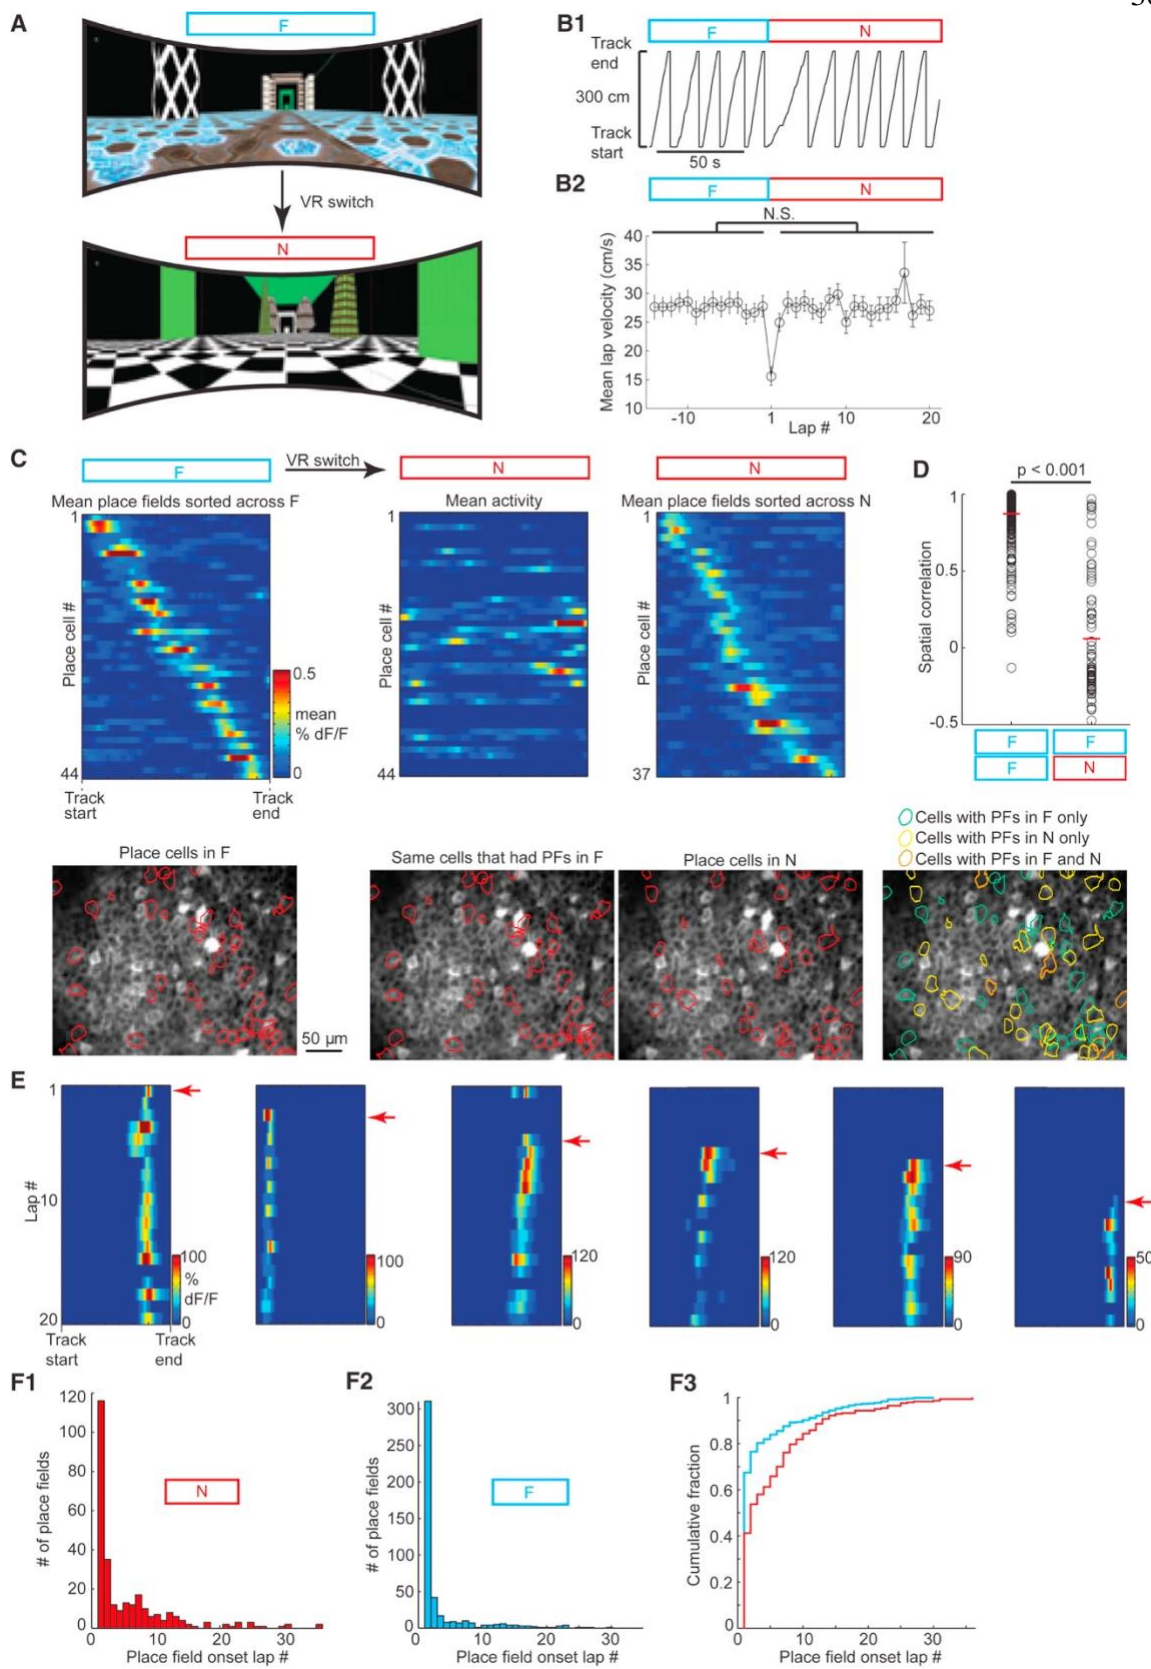 A
F
VR switch
N
B1
F
N
Track
end
300 cm
Track
start
50 s
B2
F
N
N.S.
Mean lap velocity (cm/s)
40
35
30
25
20
15
10
-10
1
10
20
Lap #
C
F
VR switch
N
N
Mean place fields sorted across F
Mean activity
Mean place fields sorted across N
1
Place cell #
44
0.5
mean
% dF/F
0
Track
start
Track
end
1
Place cell #
44
1
Place cell #
37
D
p < 0.001
Spatial correlation
1
0.5
0
-0.5
F
F
F
N
Cells with PFs in F only
Cells with PFs in N only
Cells with PFs in F and N
Place cells in F
Same cells that had PFs in F
Place cells in N
50 µm
E
1
Lap #
10
20
100
%
dF/F
0
Track
start
Track
end
100
0
120
0
120
0
90
0
50
0
F1
# of place fields
120
100
80
60
40
20
0
N
0
10
20
30
Place field onset lap #
F2
# of place fields
300
250
200
150
100
50
0
F
0
10
20
30
Place field onset lap #
F3
Cumulative fraction
1
0.8
0.6
0.4
0.2
0
0
10
20
30
Place field onset lap #